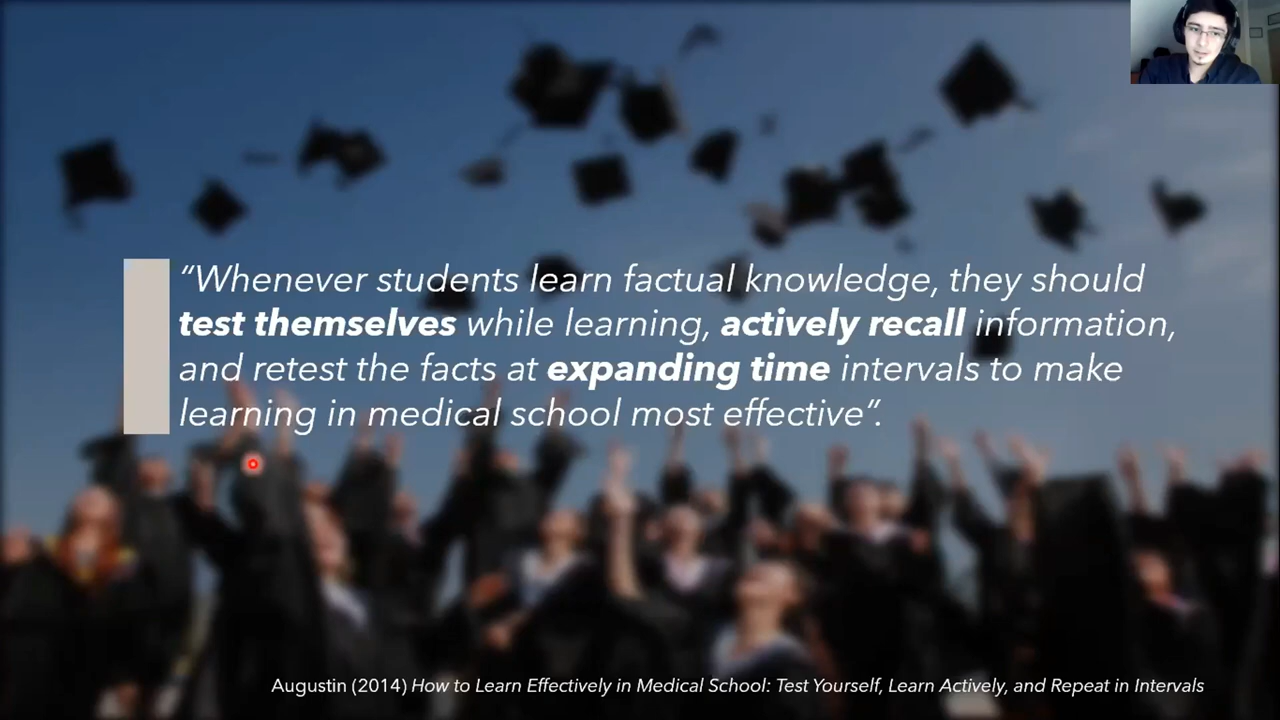 “Whenever students learn factual knowledge, they should
test themselves while learning, actively recall information,
and retest the facts at expanding time intervals to make
learning in medical school most effective”.
Augustin (2014) How to Learn Effectively in Medical School: Test Yourself, Learn Actively, and Repeat in Intervals